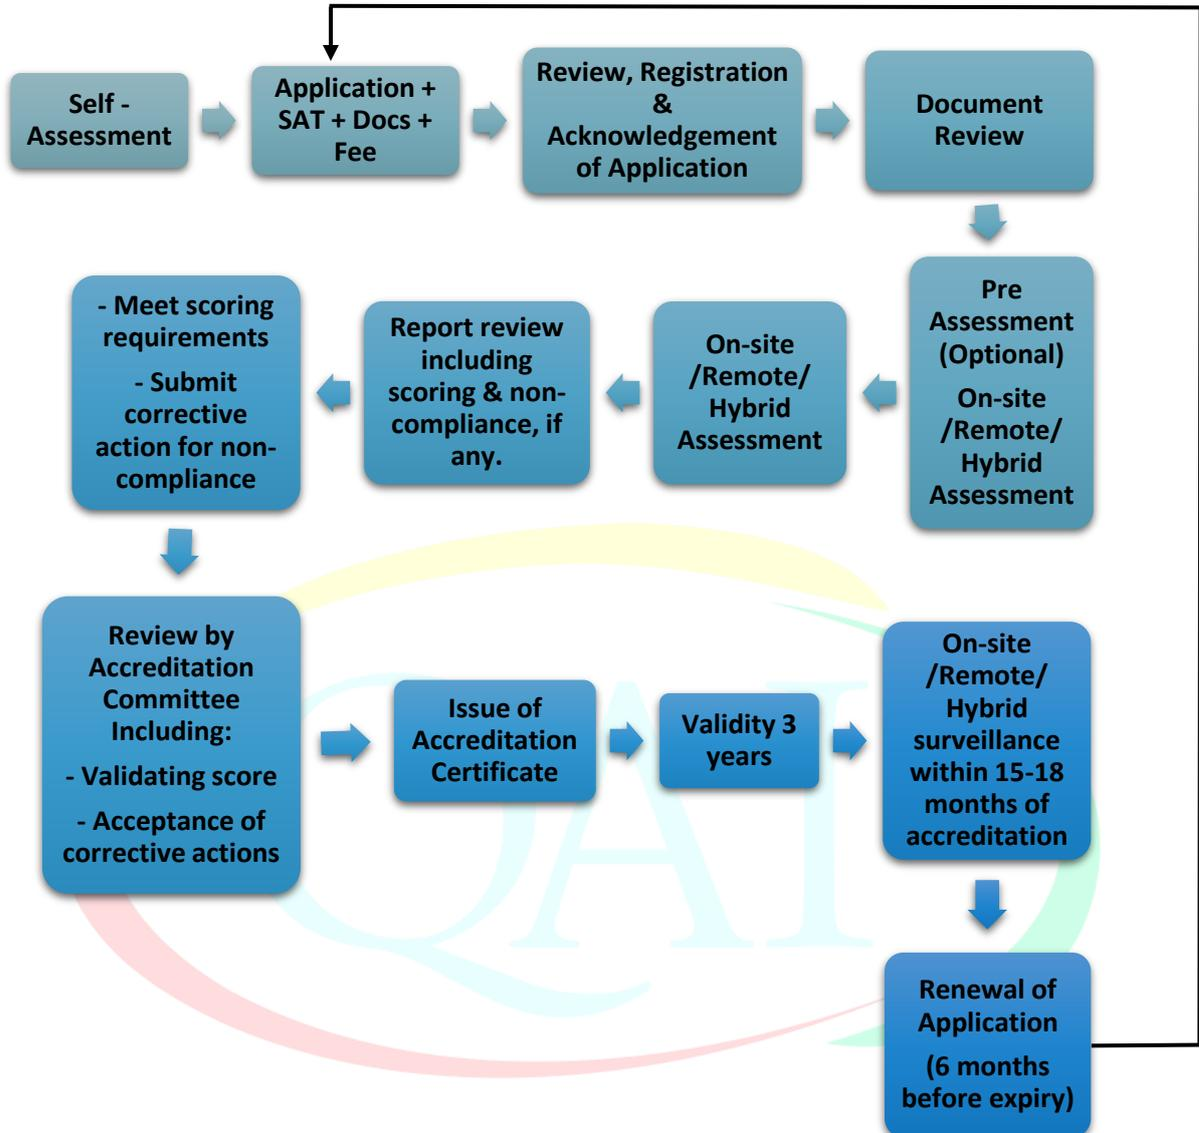 Self -
Assessment
Application +
SAT + Docs +
Fee
Review, Registration
&
Acknowledgement
of Application
Document
Review
Pre
Assessment
(Optional)
On-site
/Remote/
Hybrid
Assessment
On-site
/Remote/
Hybrid
Assessment
Report review
including
scoring & non-
compliance, if
any.
- Meet scoring
requirements
- Submit
corrective
action for non-
compliance
Review by
Accreditation
Committee
Including:
- Validating score
- Acceptance of
corrective actions
Issue of
Accreditation
Certificate
Validity 3
years
On-site
/Remote/
Hybrid
surveillance
within 15-18
months of
accreditation
Renewal of
Application
(6 months
before expiry)
QAI